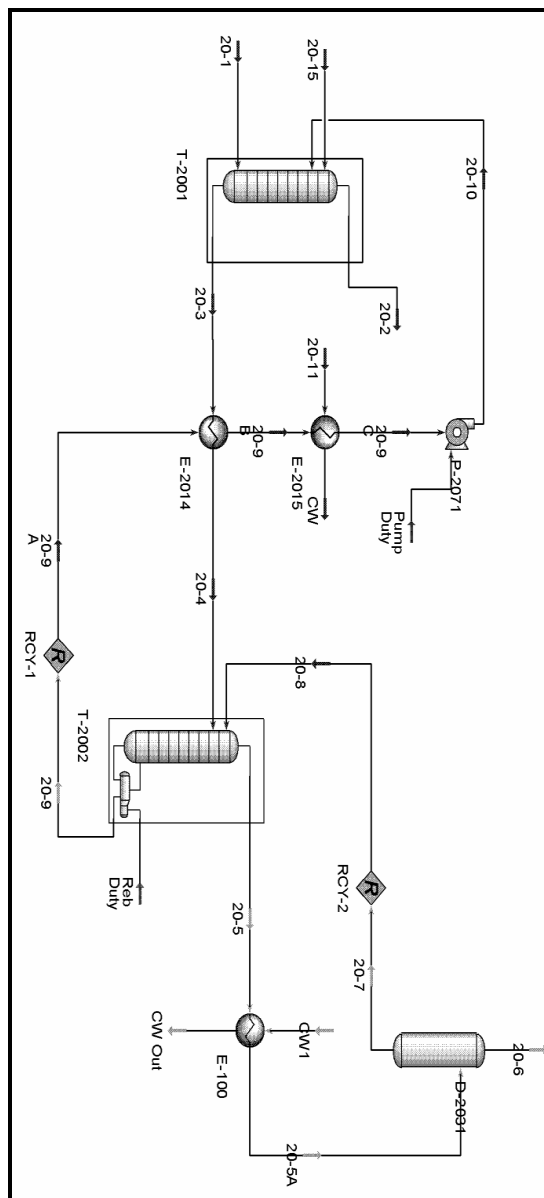 20-1
20-15
T-2001
20-10
20-3
20-2
20-11
20-9
B
20-9
C
E-2014
E-2015
CW
P-2071
Pump
Duty
20-9
A
20-4
RCY-1
20-8
T-2002
20-9
Reb
Duty
RCY-2
20-5
20-7
CW Out
CW1
E-100
20-6
D-2031
20-5A
R
R